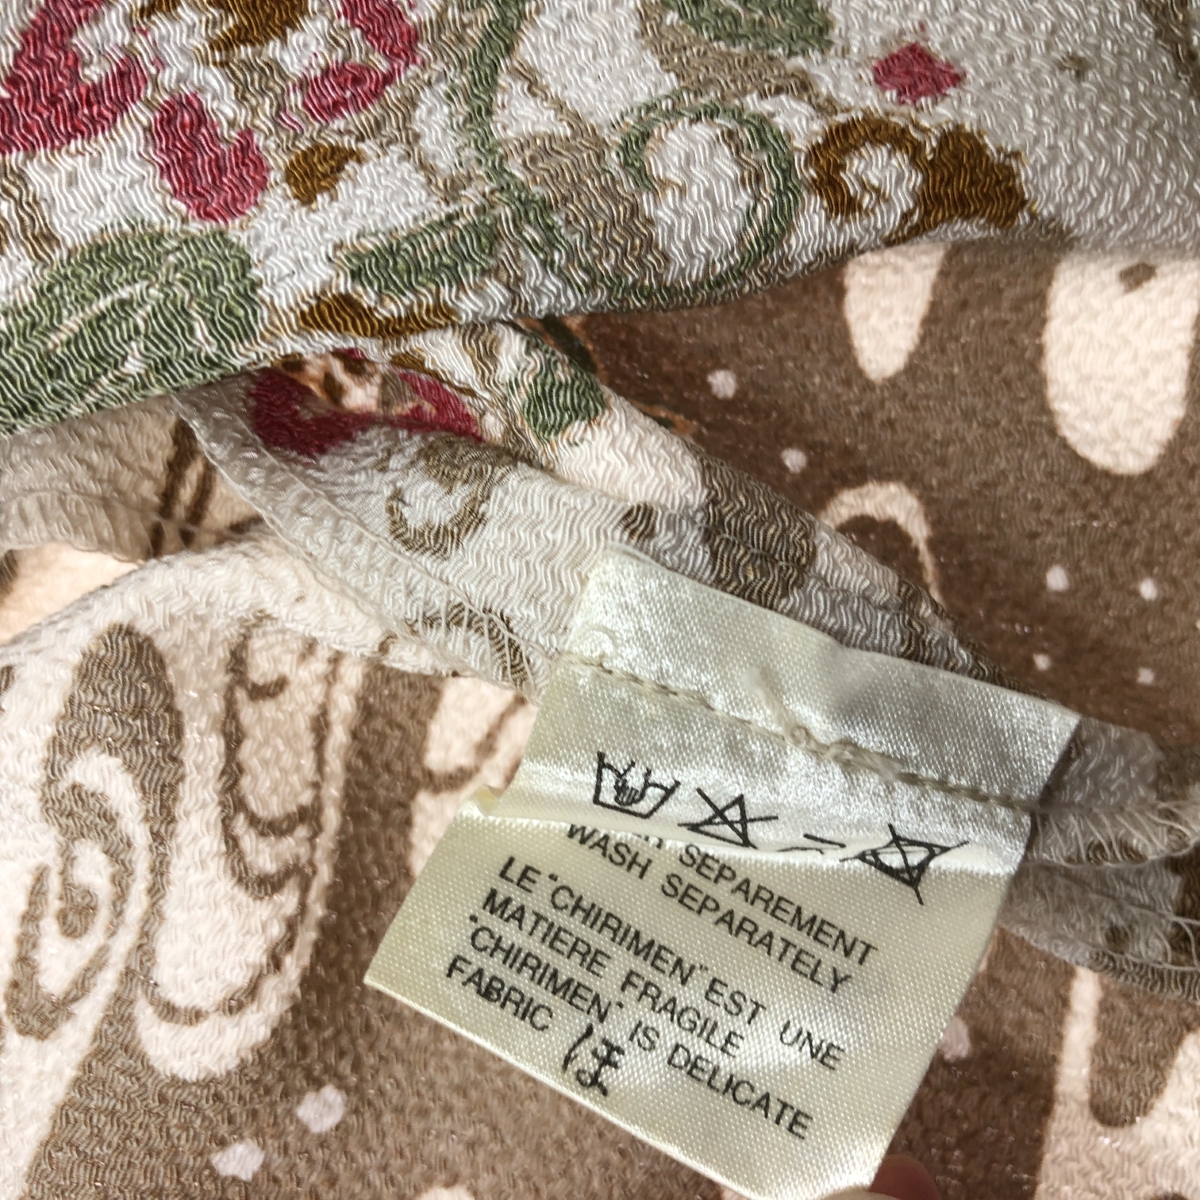 SEPAREMENT
WASH SEPARATELY
LE "CHIRIMEN" EST UNE
MATIERE FRAGILE
"CHIRIMEN" IS DELICATE
FABRIC